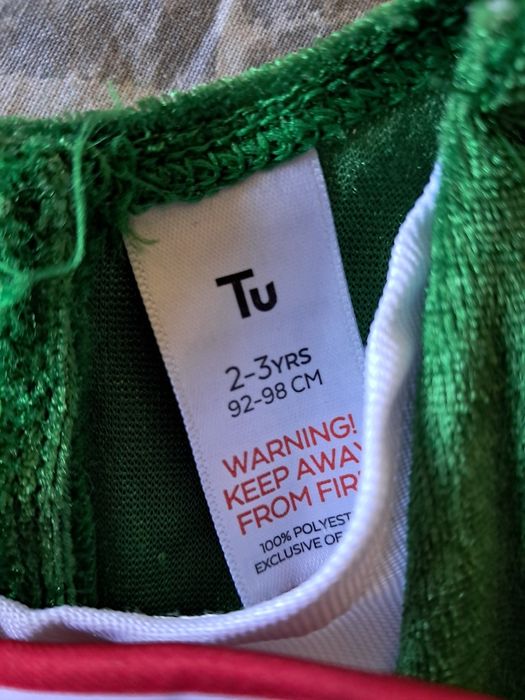 Tu
2-3YRS
92-98 CM
WARNING!
KEEP AWAY
FROM FIR
100% POLYEST
EXCLUSIVE OF